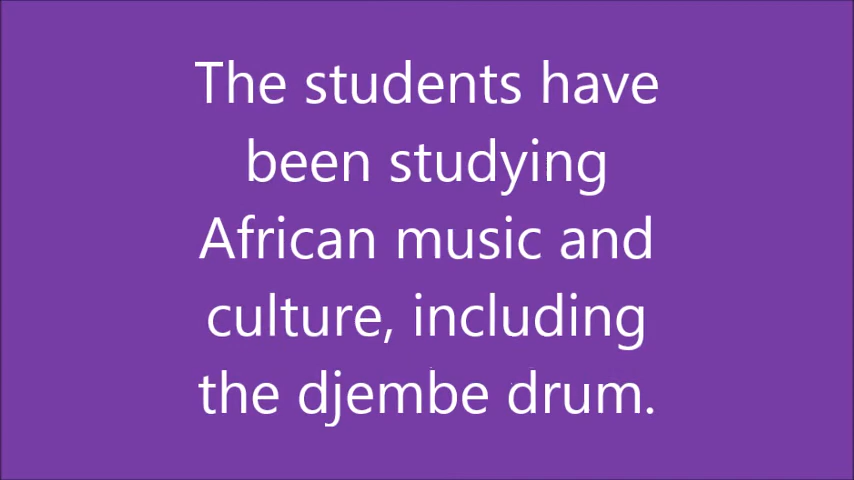 The students have
been studying
African music and
culture, including
the djembe drum.